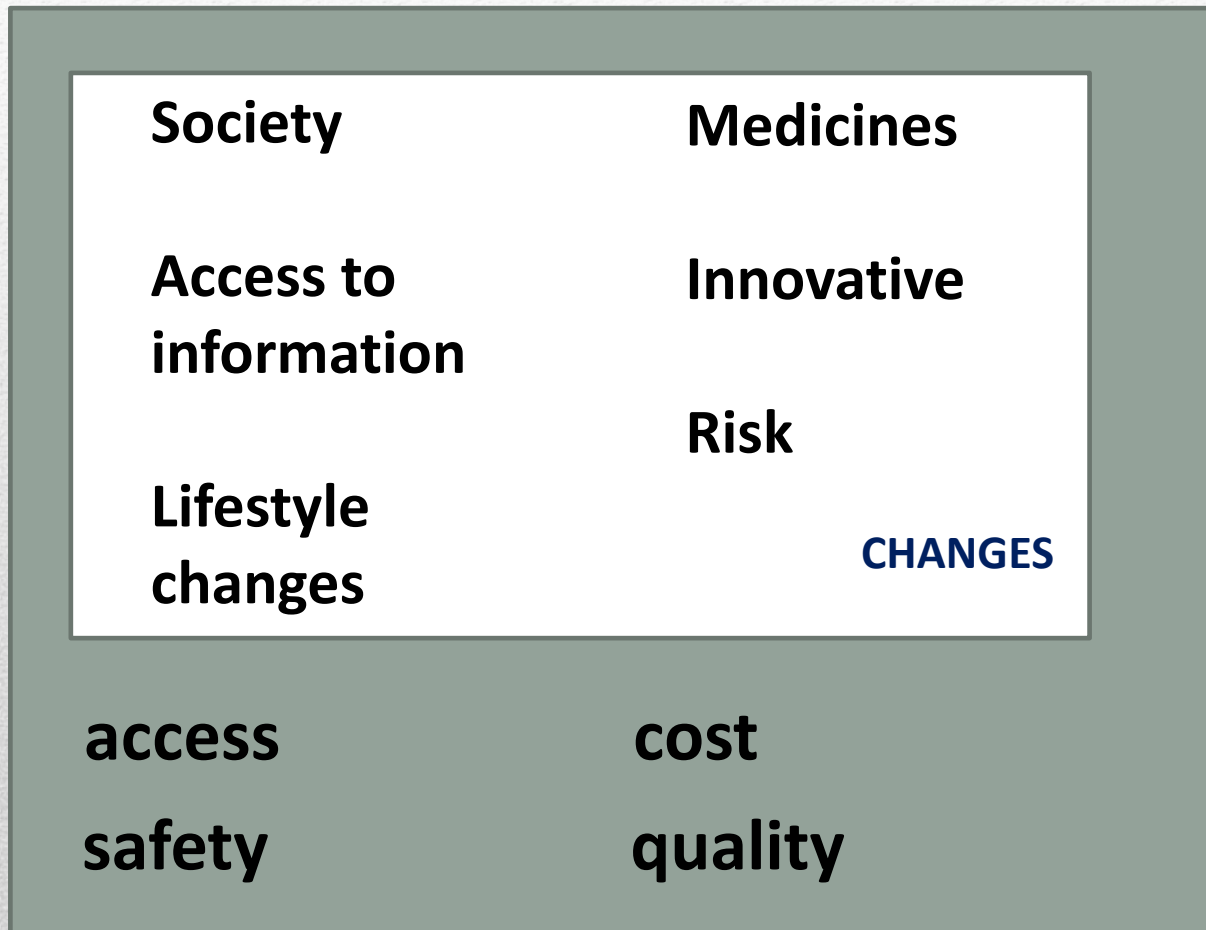 Society
Access to
information
Lifestyle
changes
Medicines
Innovative
Risk
CHANGES
access
cost
safety
quality